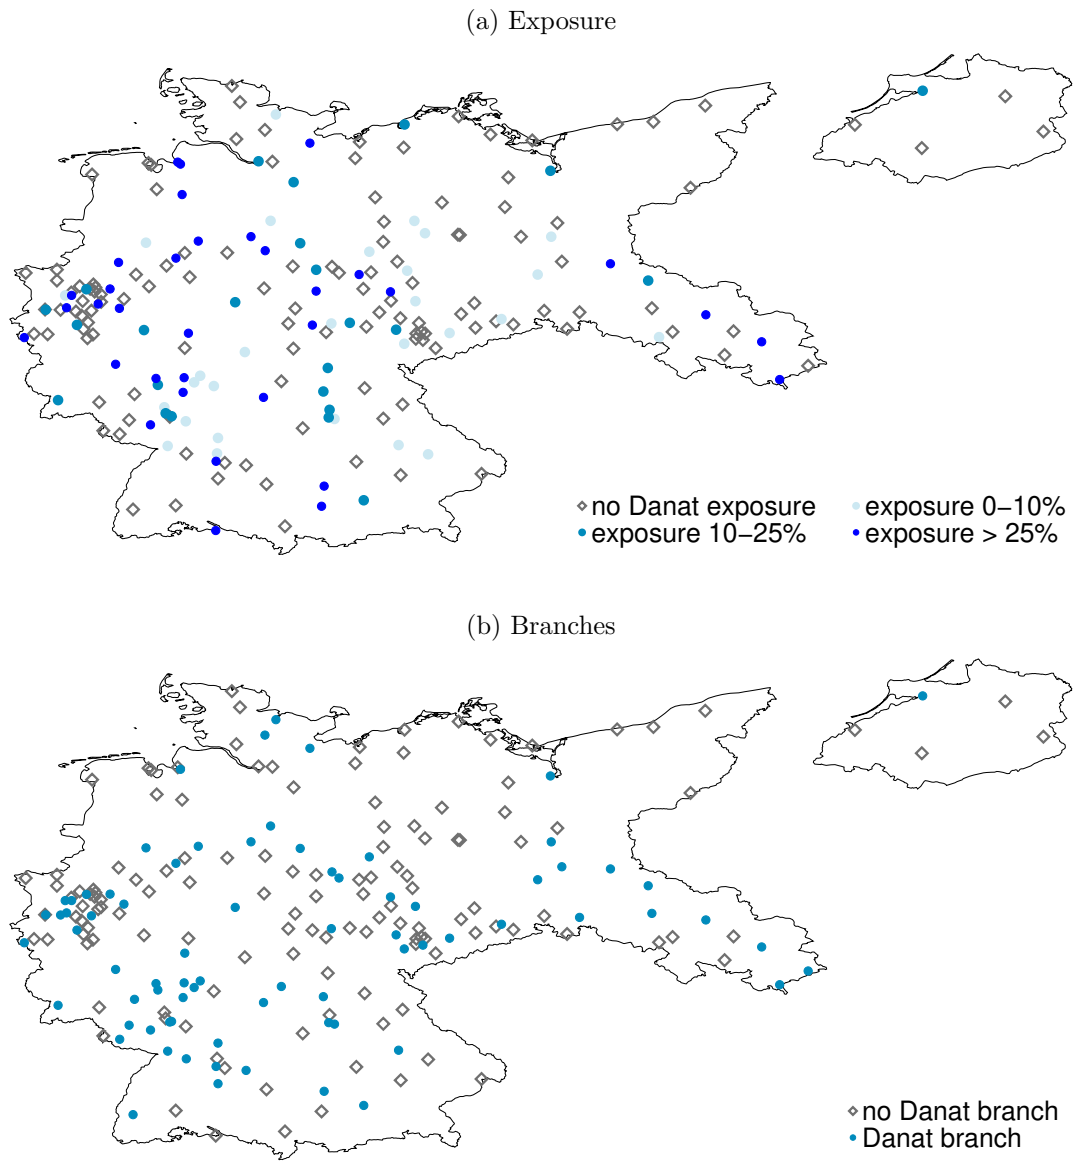 (a) Exposure
no Danat exposure
exposure 0−10%
exposure 10−25%
exposure > 25%
(b) Branches
no Danat branch
Danat branch